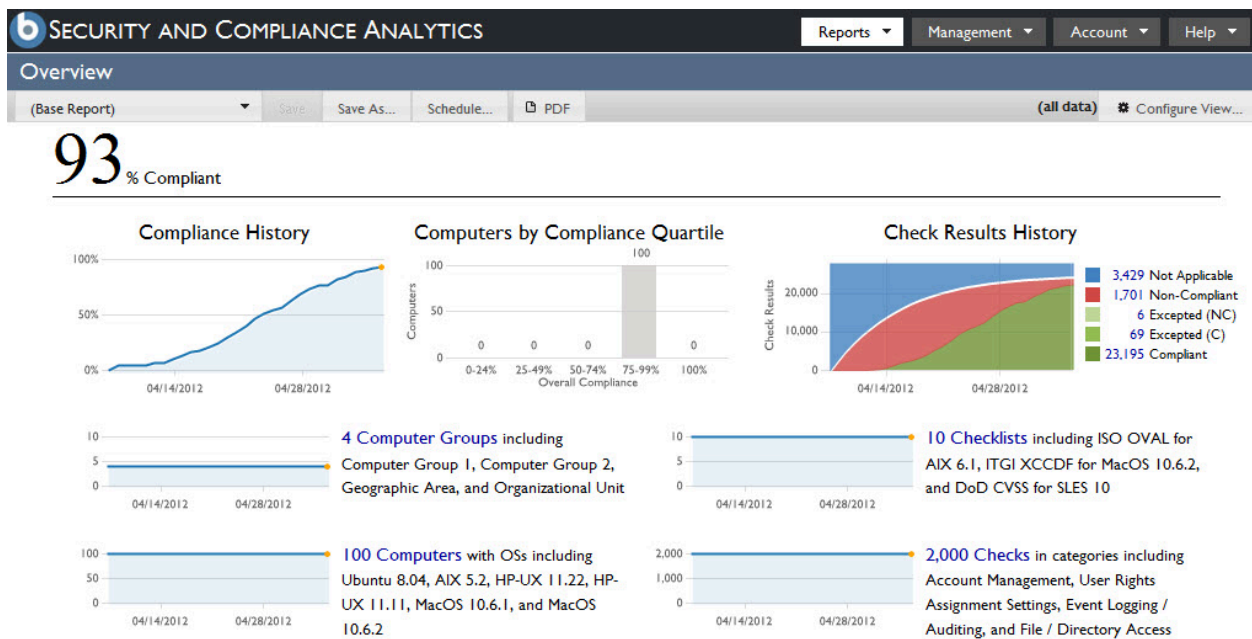 b SECURITY AND COMPLIANCE ANALYTICS
Reports Management Account Help
Overview
(Base Report) Save Save As... Schedule... PDF (all data) Configure View...
93 % Compliant
Compliance History
100%
50%
0%
04/14/2012 04/28/2012
Computers by Compliance Quartile
100
100
50
0
Computers
0 0 0 0
0-24% 25-49% 50-74% 75-99% 100%
Overall Compliance
Check Results History
Check Results
20,000
10,000
0
04/14/2012 04/28/2012
3,429 Not Applicable
1,701 Non-Compliant
6 Excepted (NC)
69 Excepted (C)
23,195 Compliant
10
5
0
04/14/2012 04/28/2012
4 Computer Groups including
Computer Group 1, Computer Group 2,
Geographic Area, and Organizational Unit
10
5
0
04/14/2012 04/28/2012
10 Checklists including ISO OVAL for
AIX 6.1, ITGI XCCDF for MacOS 10.6.2,
and DoD CVSS for SLES 10
100
50
0
04/14/2012 04/28/2012
100 Computers with OSs including
Ubuntu 8.04, AIX 5.2, HP-UX 11.22, HP-
UX 11.11, MacOS 10.6.1, and MacOS
10.6.2
2,000
1,000
0
04/14/2012 04/28/2012
2,000 Checks in categories including
Account Management, User Rights
Assignment Settings, Event Logging /
Auditing, and File / Directory Access